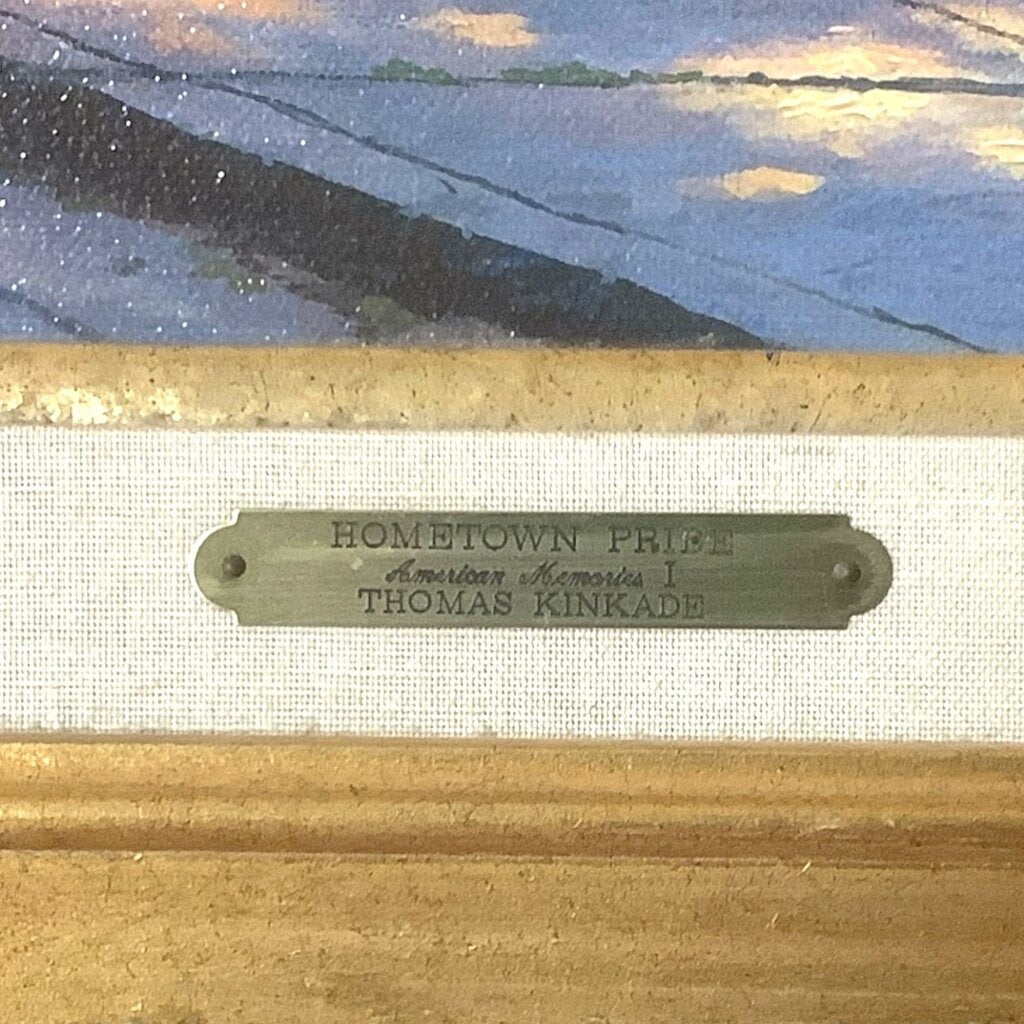 HOMETOWN PRIDE
American Memories I
THOMAS KINKADE